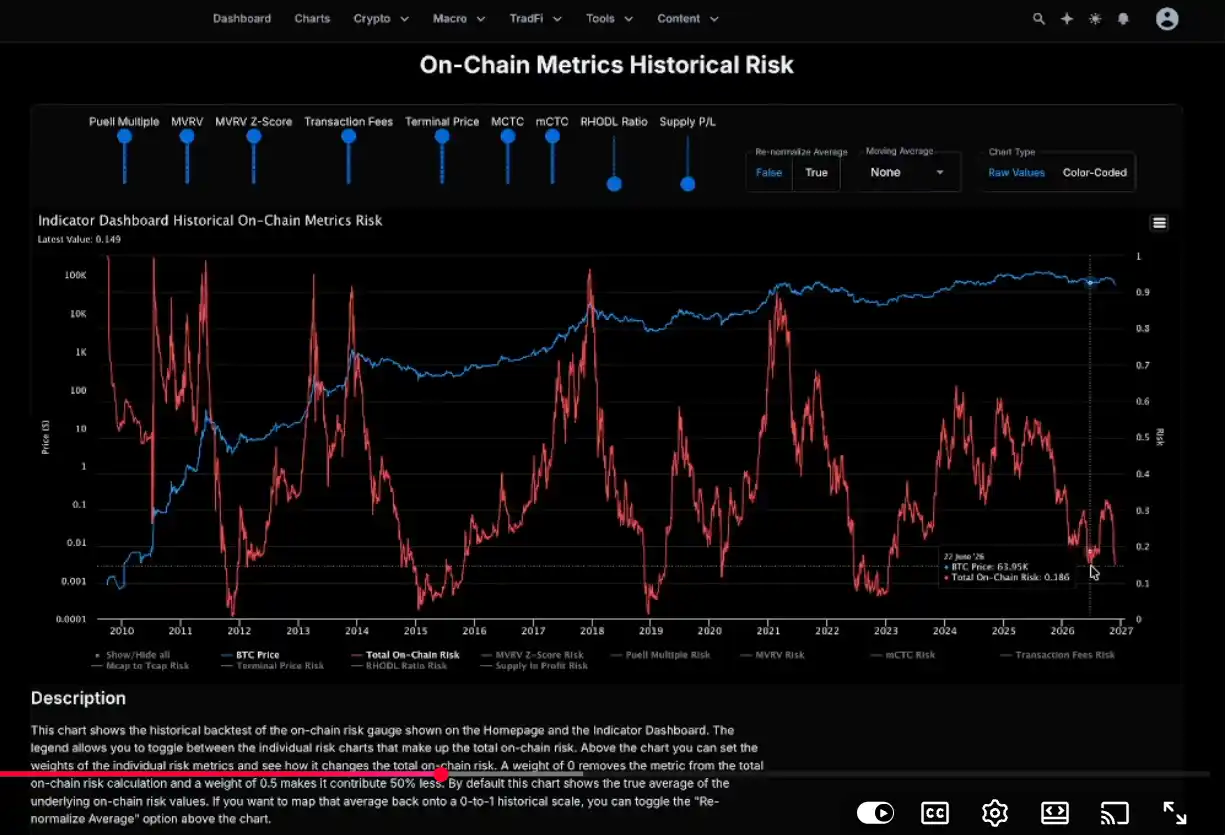 Dashboard Charts Crypto Macro TradFi Tools Content
On-Chain Metrics Historical Risk
Puell Multiple MVRV MVRV Z-Score Transaction Fees Terminal Price MCTC mCTC RHODL Ratio Supply P/L
Re-normalize Average Moving Average Chart Type
False True None Raw Values Color-Coded
Indicator Dashboard Historical On-Chain Metrics Risk
Latest Value: 0.149
1
100K
0.9
10K
0.8
1K
0.7
100
0.6
10
0.5
Price ($)
Risk
1
0.4
0.1
0.3
0.01
0.2
22 June '26
BTC Price: 63.95K
Total On-Chain Risk: 0.186
0.001
0.1
0.0001
0
2010 2011 2012 2013 2014 2015 2016 2017 2018 2019 2020 2021 2022 2023 2024 2025 2026 2027
Show/Hide all BTC Price Total On-Chain Risk MVRV Z-Score Risk Puell Multiple Risk MVRV Risk mCTC Risk Transaction Fees Risk
Mcap to Tcap Risk Terminal Price Risk RHODL Ratio Risk Supply in Profit Risk
Description
This chart shows the historical backtest of the on-chain risk gauge shown on the Homepage and the Indicator Dashboard. The
legend allows you to toggle between the individual risk charts that make up the total on-chain risk. Above the chart you can set the
weights of the individual risk metrics and see how it changes the total on-chain risk. A weight of 0 removes the metric from the total
on-chain risk calculation and a weight of 0.5 makes it contribute 50% less. By default this chart shows the true average of the
underlying on-chain risk values. If you want to map that average back onto a 0-to-1 historical scale, you can toggle the "Re-
normalize Average" option above the chart.
CC